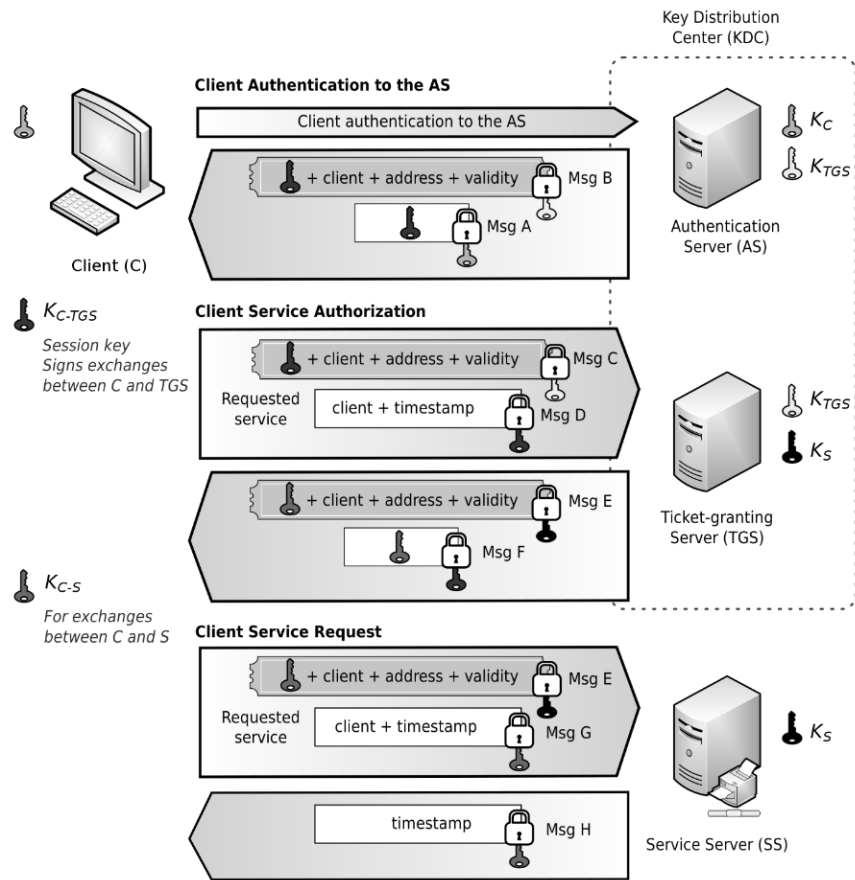 Key Distribution
Center (KDC)
Client Authentication to the AS
Client authentication to the AS
+ client + address + validity
Msg B
Msg A
Client (C)
K_C
K_TGS
Authentication
Server (AS)
K_C-TGS
Session key
Signs exchanges
between C and TGS
Client Service Authorization
+ client + address + validity
Msg C
Requested
service
client + timestamp
Msg D
K_TGS
K_S
Ticket-granting
Server (TGS)
+ client + address + validity
Msg E
Msg F
K_C-S
For exchanges
between C and S
Client Service Request
+ client + address + validity
Msg E
Requested
service
client + timestamp
Msg G
K_S
timestamp
Msg H
Service Server (SS)